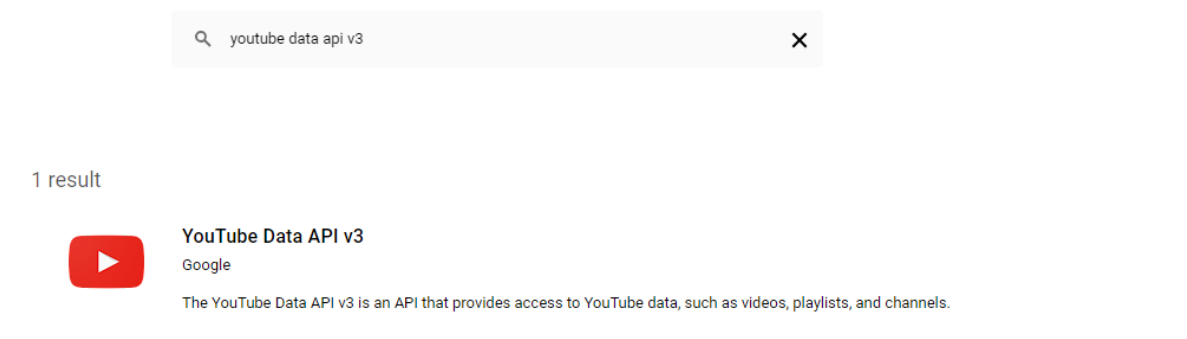 youtube data api v3
1 result
YouTube Data API v3
Google
The YouTube Data API v3 is an API that provides access to YouTube data, such as videos, playlists, and channels.